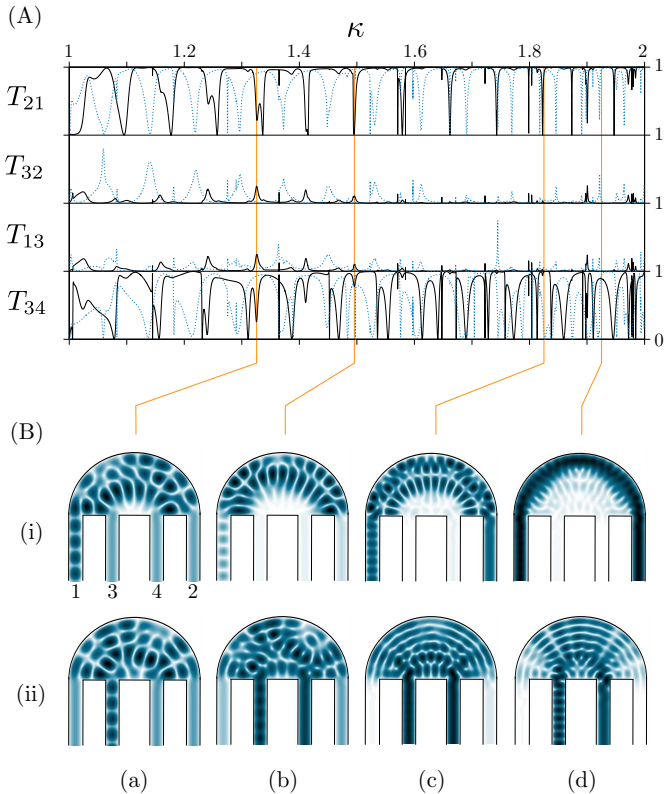 (A)
κ
1 1.2 1.4 1.6 1.8 2
T21
1
1
T32
1
T13
1
T34
0
(B)
(i)
1 3 4 2
(ii)
(a) (b) (c) (d)